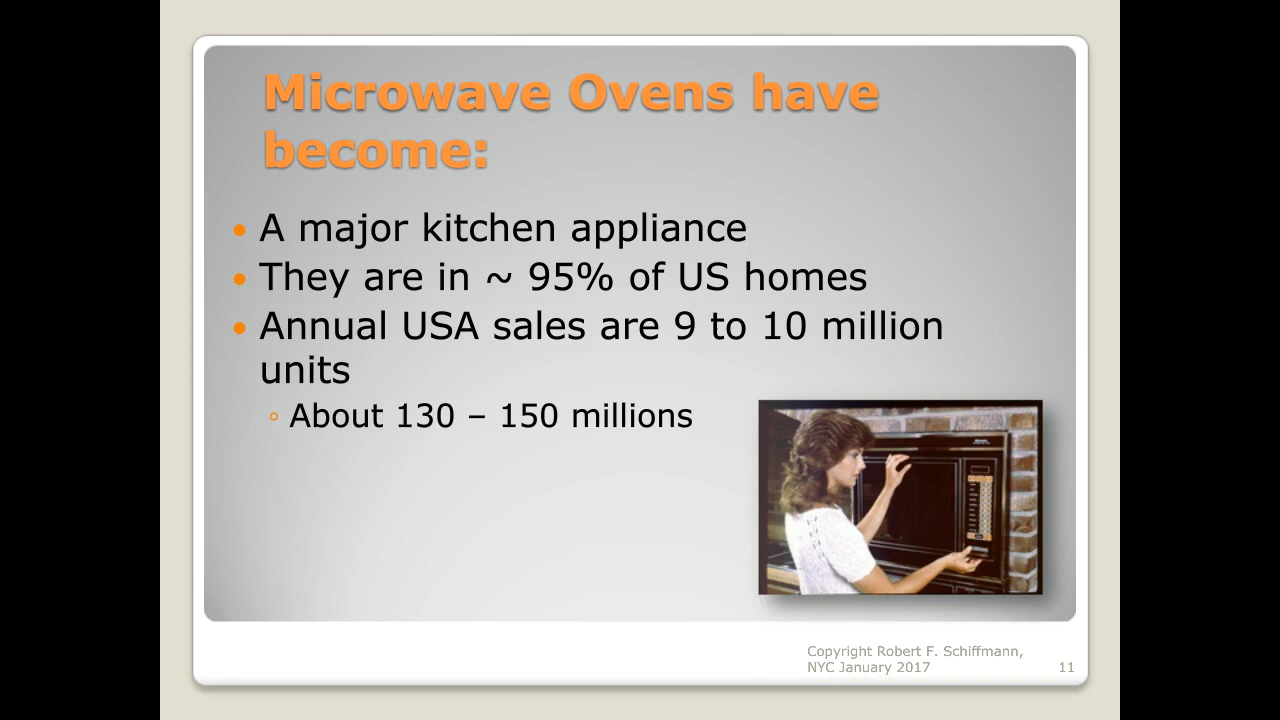 Microwave Ovens have
become:
• A major kitchen appliance
• They are in ~ 95% of US homes
• Annual USA sales are 9 to 10 million
units
◦ About 130 – 150 millions
Copyright Robert F. Schiffmann,
NYC January 2017
11